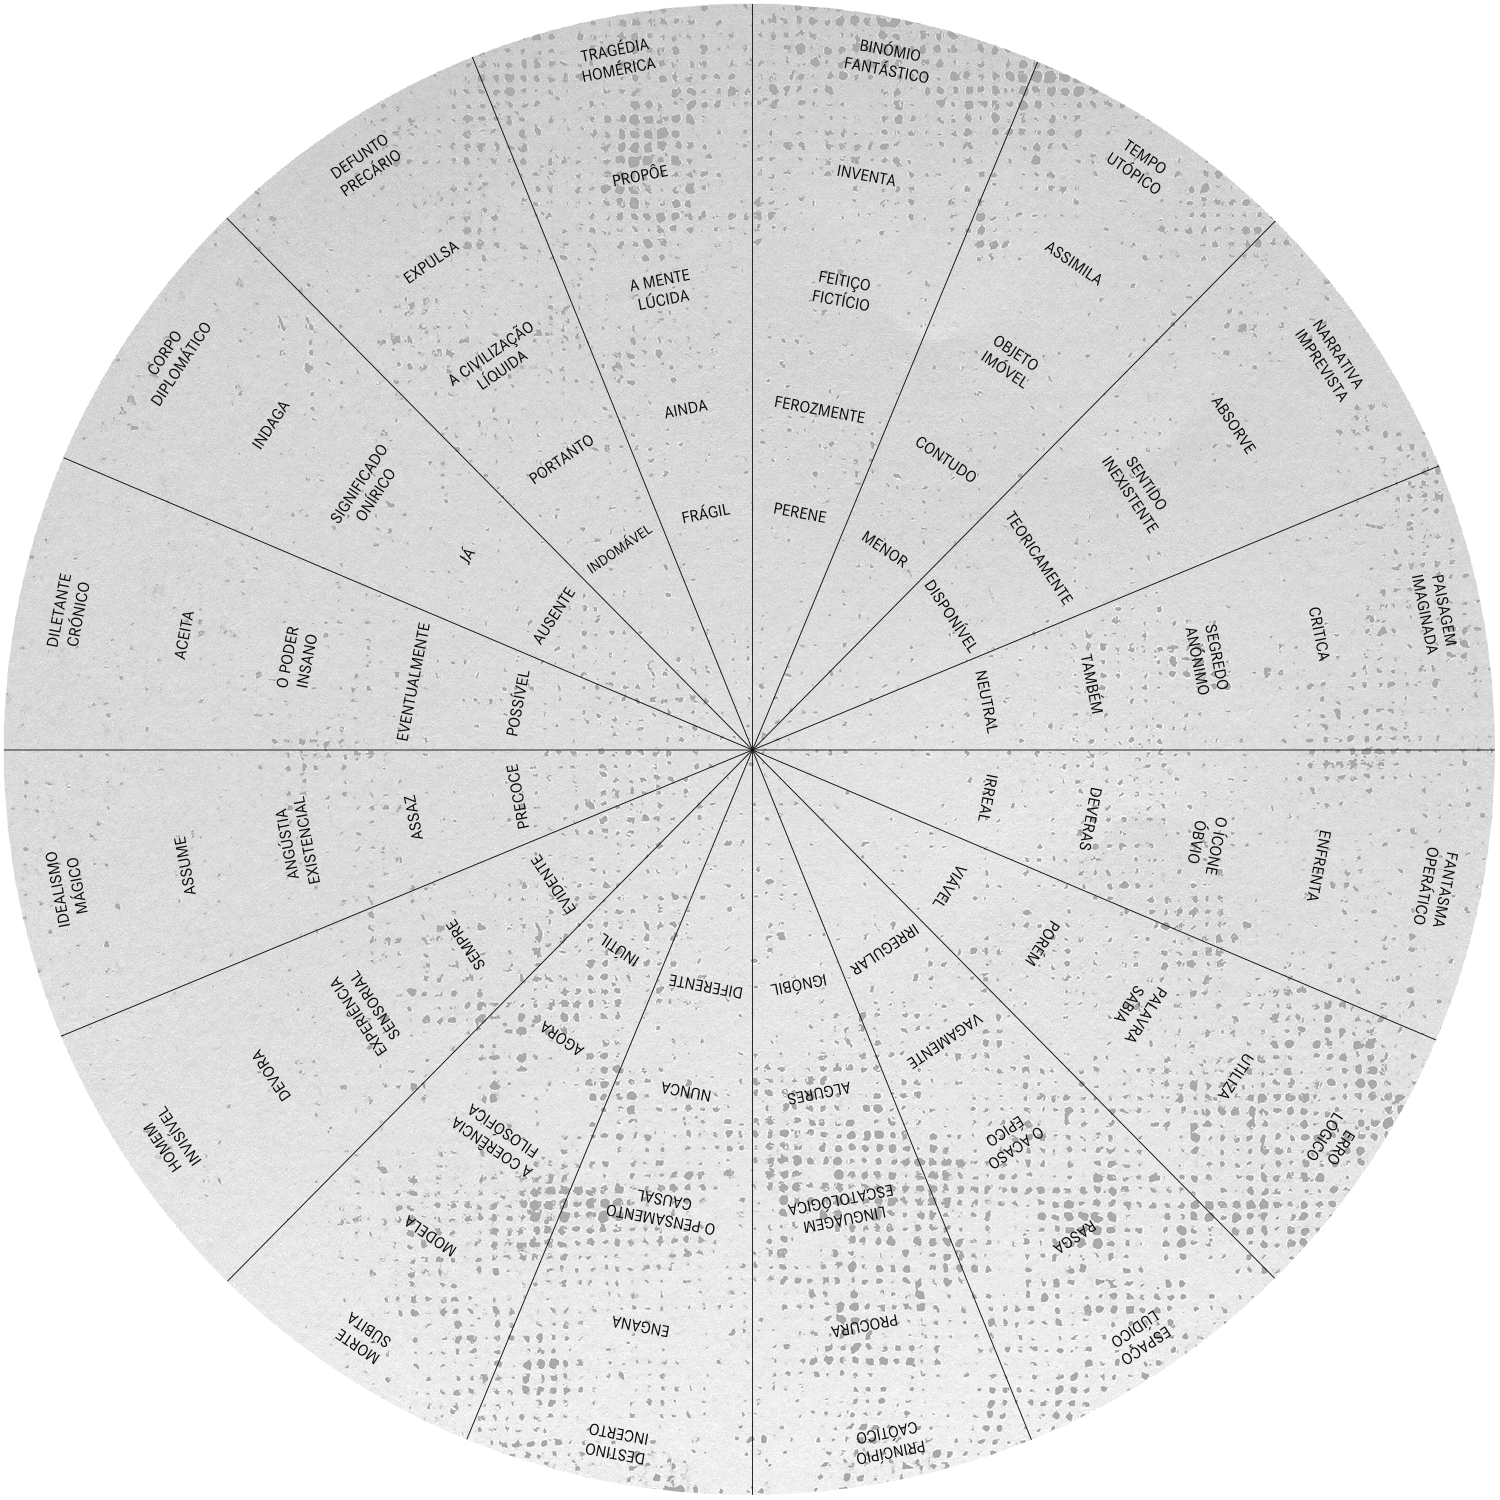 BINÓMIO
FANTÁSTICO
INVENTA
FEITIÇO
FICTÍCIO
FEROZMENTE
PERENE
TEMPO
UTÓPICO
ASSIMILA
OBJETO
IMÓVEL
CONTUDO
MENOR
NARRATIVA
IMPREVISTA
ABSORVE
SENTIDO
INEXISTENTE
TEORICAMENTE
DISPONÍVEL
PAISAGEM
IMAGINADA
CRITICA
SEGREDO
ANÓNIMO
TAMBÉM
NEUTRAL
FANTASMA
OPERÁTICO
ENFRENTA
O ÍCONE
ÓBVIO
DEVERAS
IRREAL
ERRO
LÓGICO
UTILIZA
PALAVRA
SÁBIA
PORÉM
VIÁVEL
ESPAÇO
LÚDICO
RASGA
O ACASO
ÉPICO
VAGAMENTE
IRREGULAR
PRINCÍPIO
CAÓTICO
PROCURA
LINGUAGEM
ESCATOLÓGICA
ALGURES
IGNÓBIL
DESTINO
INCERTO
ENGANA
O PENSAMENTO
CAUSAL
NUNCA
DIFERENTE
MORTE
SÚBITA
MODELA
A COERÊNCIA
FILOSÓFICA
AGORA
INÚTIL
HOMEM
INVISÍVEL
DEVORA
EXPERIÊNCIA
SENSORIAL
SEMPRE
EVIDENTE
IDEALISMO
MÁGICO
ASSUME
ANGÚSTIA
EXISTENCIAL
ASSAZ
PRECOCE
DILETANTE
CRÓNICO
ACEITA
O PODER
INSANO
EVENTUALMENTE
POSSÍVEL
CORPO
DIPLOMÁTICO
INDAGA
SIGNIFICADO
ONÍRICO
JÁ
AUSENTE
DEFUNTO
PRECÁRIO
EXPULSA
A CIVILIZAÇÃO
LÍQUIDA
PORTANTO
INDOMÁVEL
TRAGÉDIA
HOMÉRICA
PROPÕE
A MENTE
LÚCIDA
AINDA
FRÁGIL